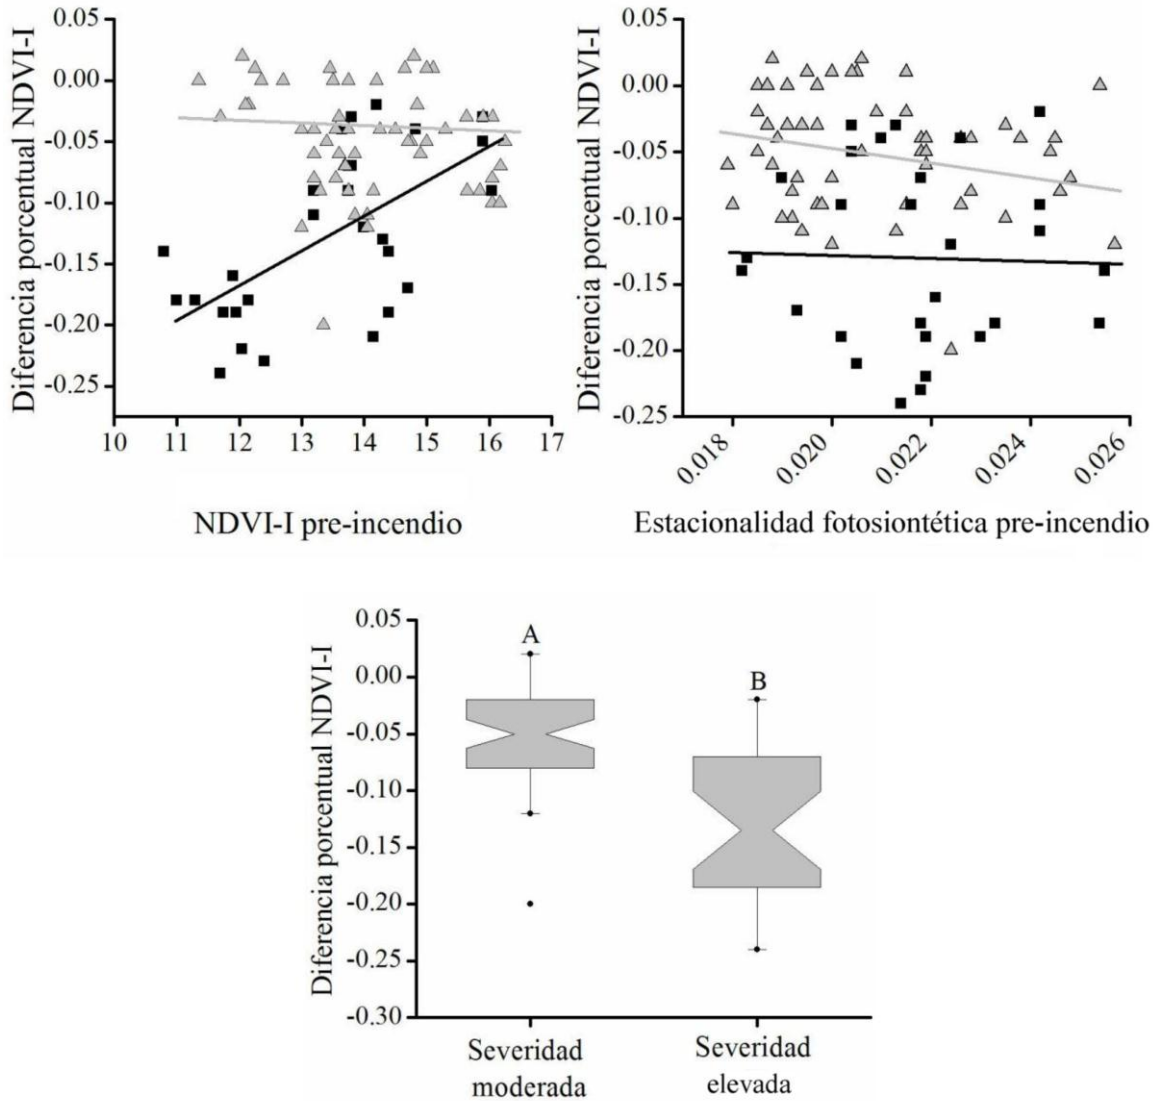 Diferencia porcentual NDVI-I
0.05
0.00
-0.05
-0.10
-0.15
-0.20
-0.25
10 11 12 13 14 15 16 17
NDVI-I pre-incendio
Diferencia porcentual NDVI-I
0.05
0.00
-0.05
-0.10
-0.15
-0.20
-0.25
0.018 0.020 0.022 0.024 0.026
Estacionalidad fotosiontética pre-incendio
Diferencia porcentual NDVI-I
0.05
0.00
-0.05
-0.10
-0.15
-0.20
-0.25
-0.30
A
B
Severidad
moderada
Severidad
elevada